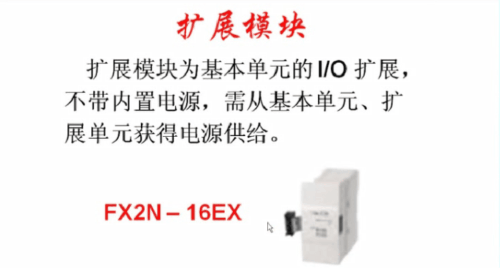 扩展模块
扩展模块为基本单元的I/O 扩展，
不带内置电源，需从基本单元、扩
展单元获得电源供给。
FX2N – 16EX